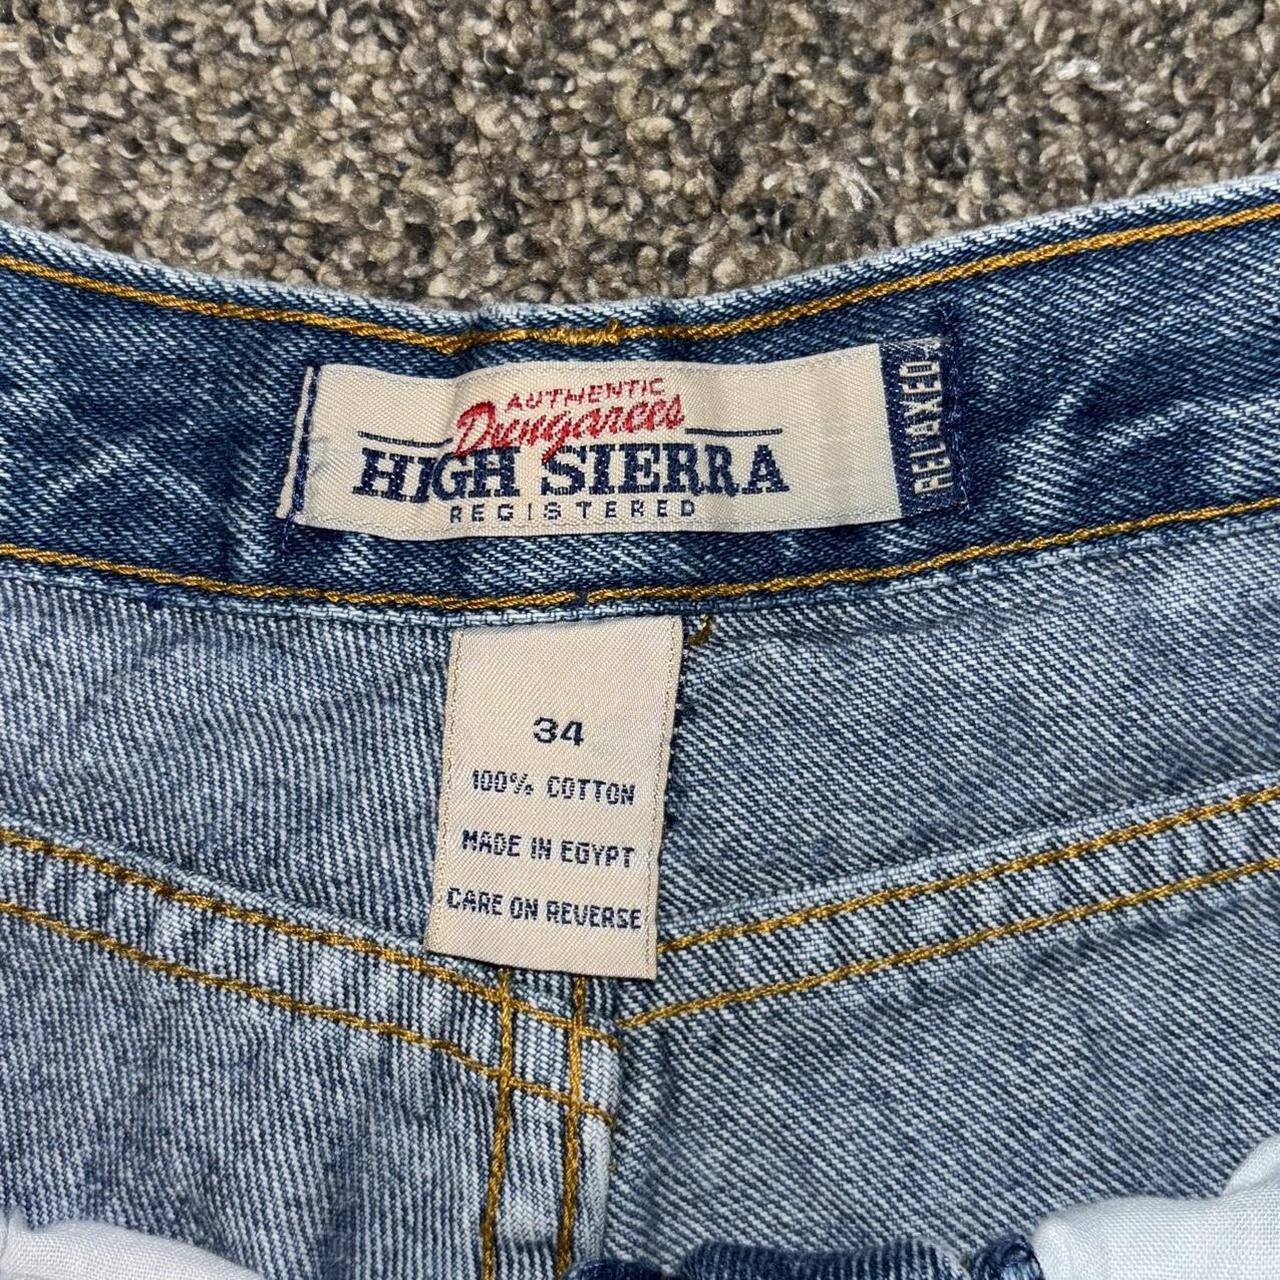 AUTHENTIC
Dungarees
HIGH SIERRA
REGISTERED
RELAXED
34
100% COTTON
MADE IN EGYPT
CARE ON REVERSE